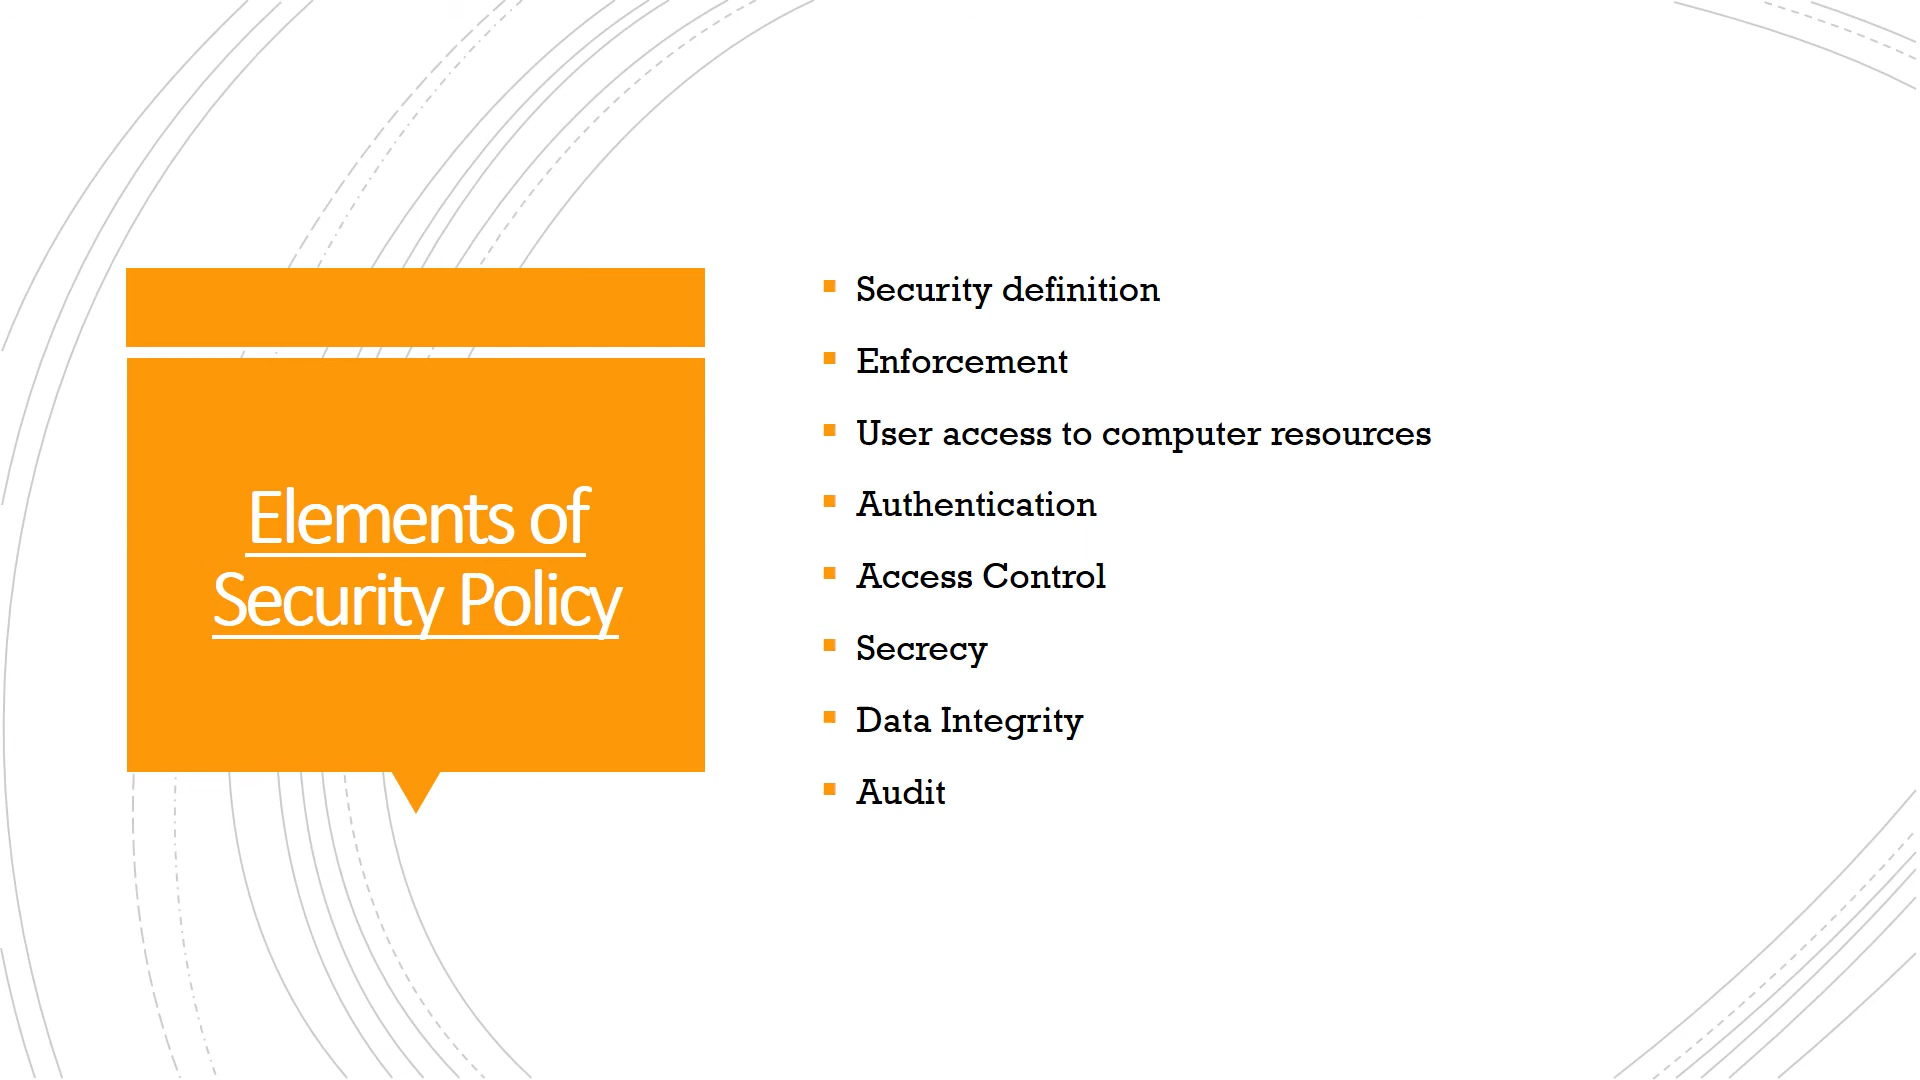 Elements of
Security Policy
Security definition
Enforcement
User access to computer resources
Authentication
Access Control
Secrecy
Data Integrity
Audit